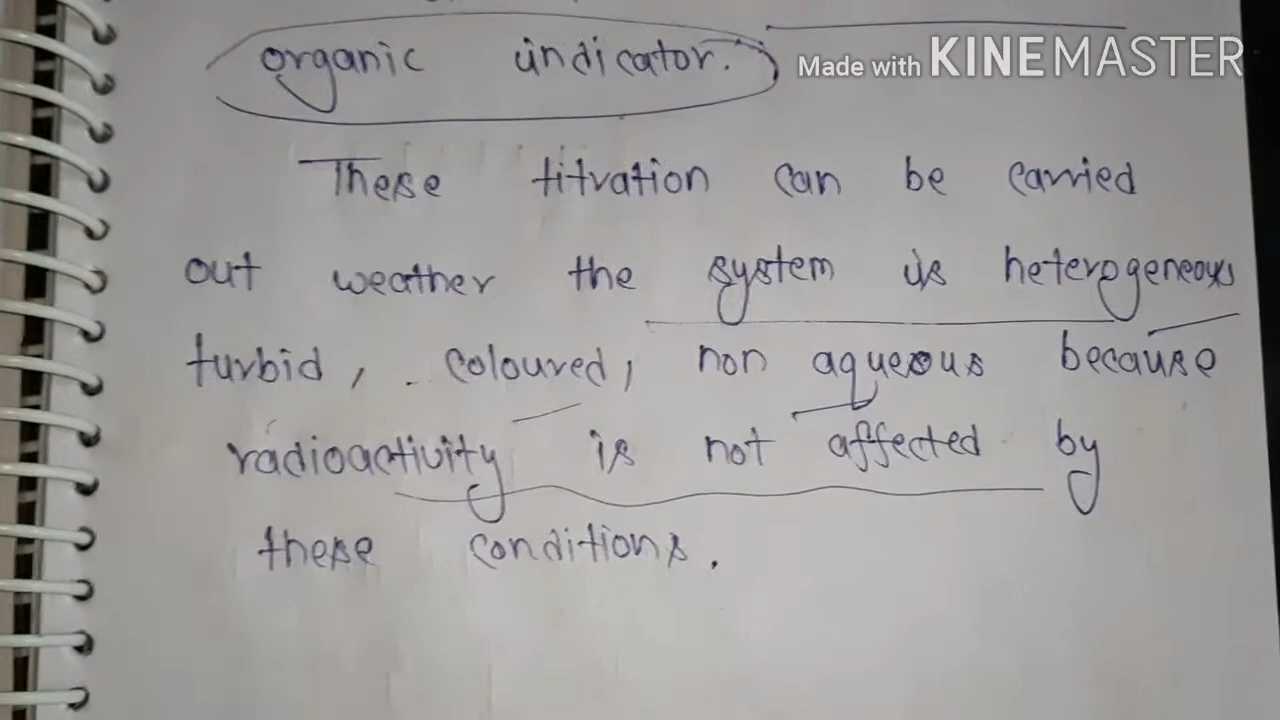 organic indicator.
Made with KINEMASTER
These titration can be carried
out weather the system is heterogeneous
turbid, . coloured, non aqueous because
radioactivity is not affected by
these conditions.